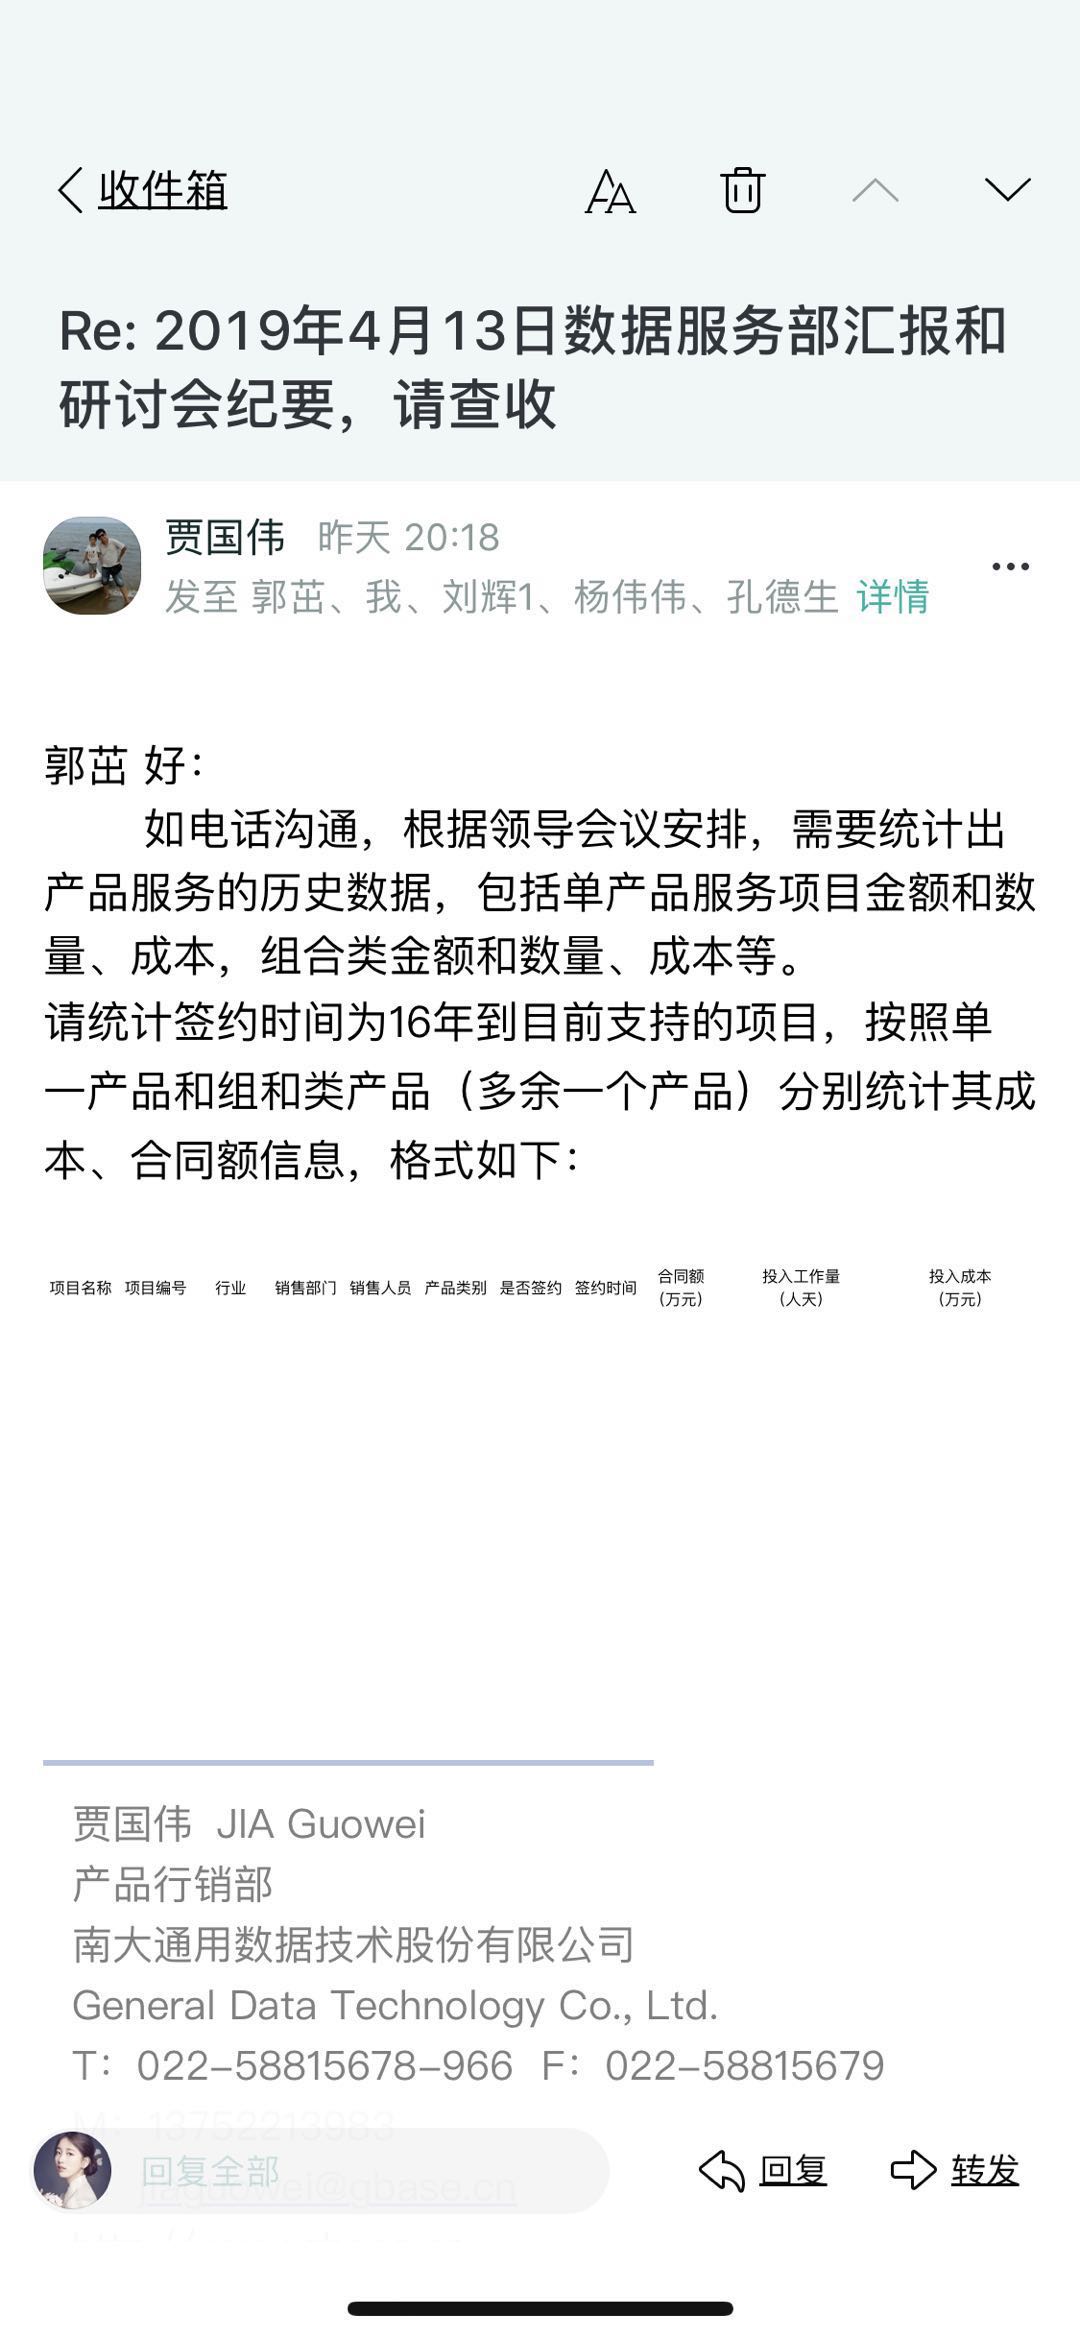 收件箱
Re: 2019年4月13日数据服务部汇报和
研讨会纪要，请查收
贾国伟 昨天 20:18
发至 郭茁、我、刘辉1、杨伟伟、孔德生 详情
郭茁 好：
如电话沟通，根据领导会议安排，需要统计出
产品服务的历史数据，包括单产品服务项目金额和数
量、成本，组合类金额和数量、成本等。
请统计签约时间为16年到目前支持的项目，按照单
一产品和组和类产品（多余一个产品）分别统计其成
本、合同额信息，格式如下：
项目名称 项目编号 行业 销售部门 销售人员 产品类别 是否签约 签约时间 合同额(万元) 投入工作量(人天) 投入成本(万元)
贾国伟 JIA Guowei
产品行销部
南大通用数据技术股份有限公司
General Data Technology Co., Ltd.
T：022-58815678-966 F：022-58815679
M：13752213983
jiaguowei@gbase.cn
回复全部 回复 转发